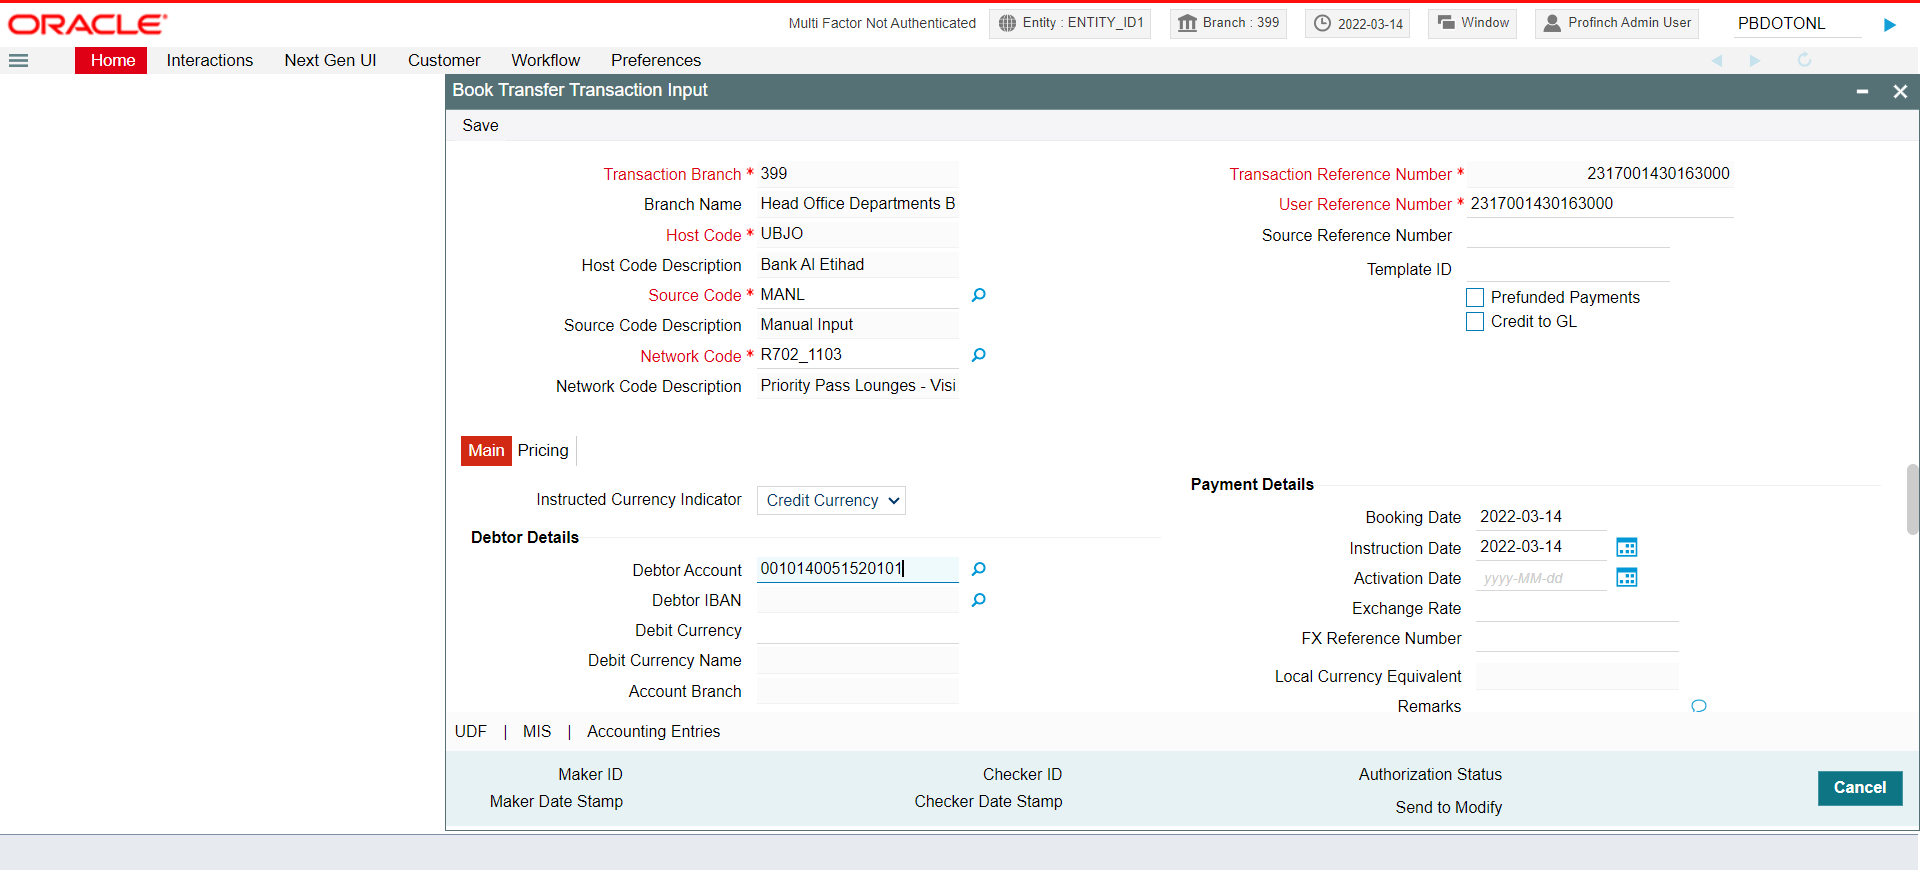 ORACLE
Multi Factor Not Authenticated Entity : ENTITY_ID1 Branch : 399 2022-03-14 Window Profinch Admin User PBDOTONL
Home Interactions Next Gen UI Customer Workflow Preferences
Book Transfer Transaction Input
Save
Transaction Branch * 399
Branch Name Head Office Departments B
Host Code * UBJO
Host Code Description Bank Al Etihad
Source Code * MANL
Source Code Description Manual Input
Network Code * R702_1103
Network Code Description Priority Pass Lounges - Visi
Transaction Reference Number * 2317001430163000
User Reference Number * 2317001430163000
Source Reference Number
Template ID
Prefunded Payments
Credit to GL
Main Pricing
Instructed Currency Indicator Credit Currency
Debtor Details
Debtor Account 0010140051520101
Debtor IBAN
Debit Currency
Debit Currency Name
Account Branch
Payment Details
Booking Date 2022-03-14
Instruction Date 2022-03-14
Activation Date yyyy-MM-dd
Exchange Rate
FX Reference Number
Local Currency Equivalent
Remarks
UDF | MIS | Accounting Entries
Maker ID
Maker Date Stamp
Checker ID
Checker Date Stamp
Authorization Status
Send to Modify
Cancel